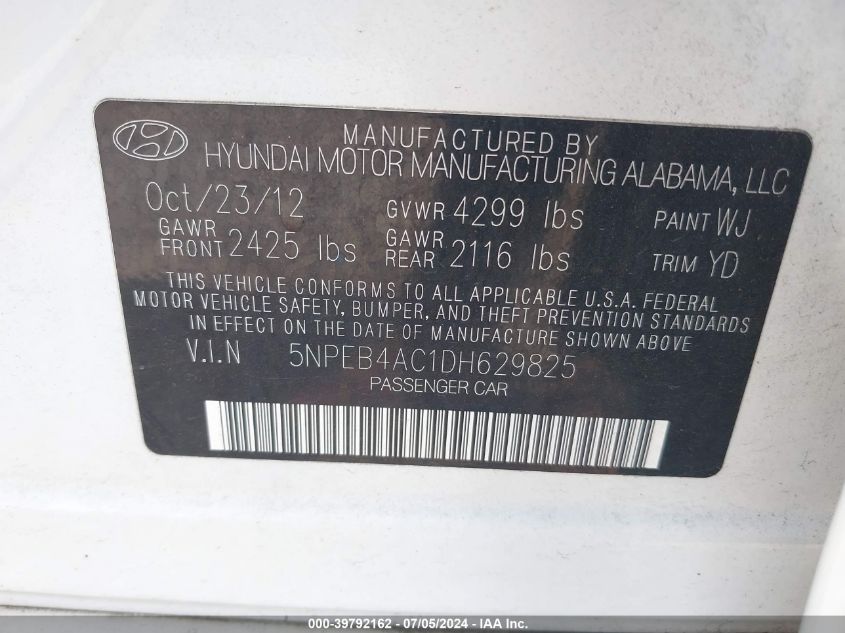 MANUFACTURED BY
HYUNDAI MOTOR MANUFACTURING ALABAMA, LLC
Oct/23/12 GVWR 4299 lbs PAINT WJ
GAWR FRONT 2425 lbs GAWR REAR 2116 lbs TRIM YD
THIS VEHICLE CONFORMS TO ALL APPLICABLE U.S.A. FEDERAL
MOTOR VEHICLE SAFETY, BUMPER, AND THEFT PREVENTION STANDARDS
IN EFFECT ON THE DATE OF MANUFACTURE SHOWN ABOVE
V.I.N 5NPEB4AC1DH629825
PASSENGER CAR
000-39792162 - 07/05/2024 - IAA Inc.